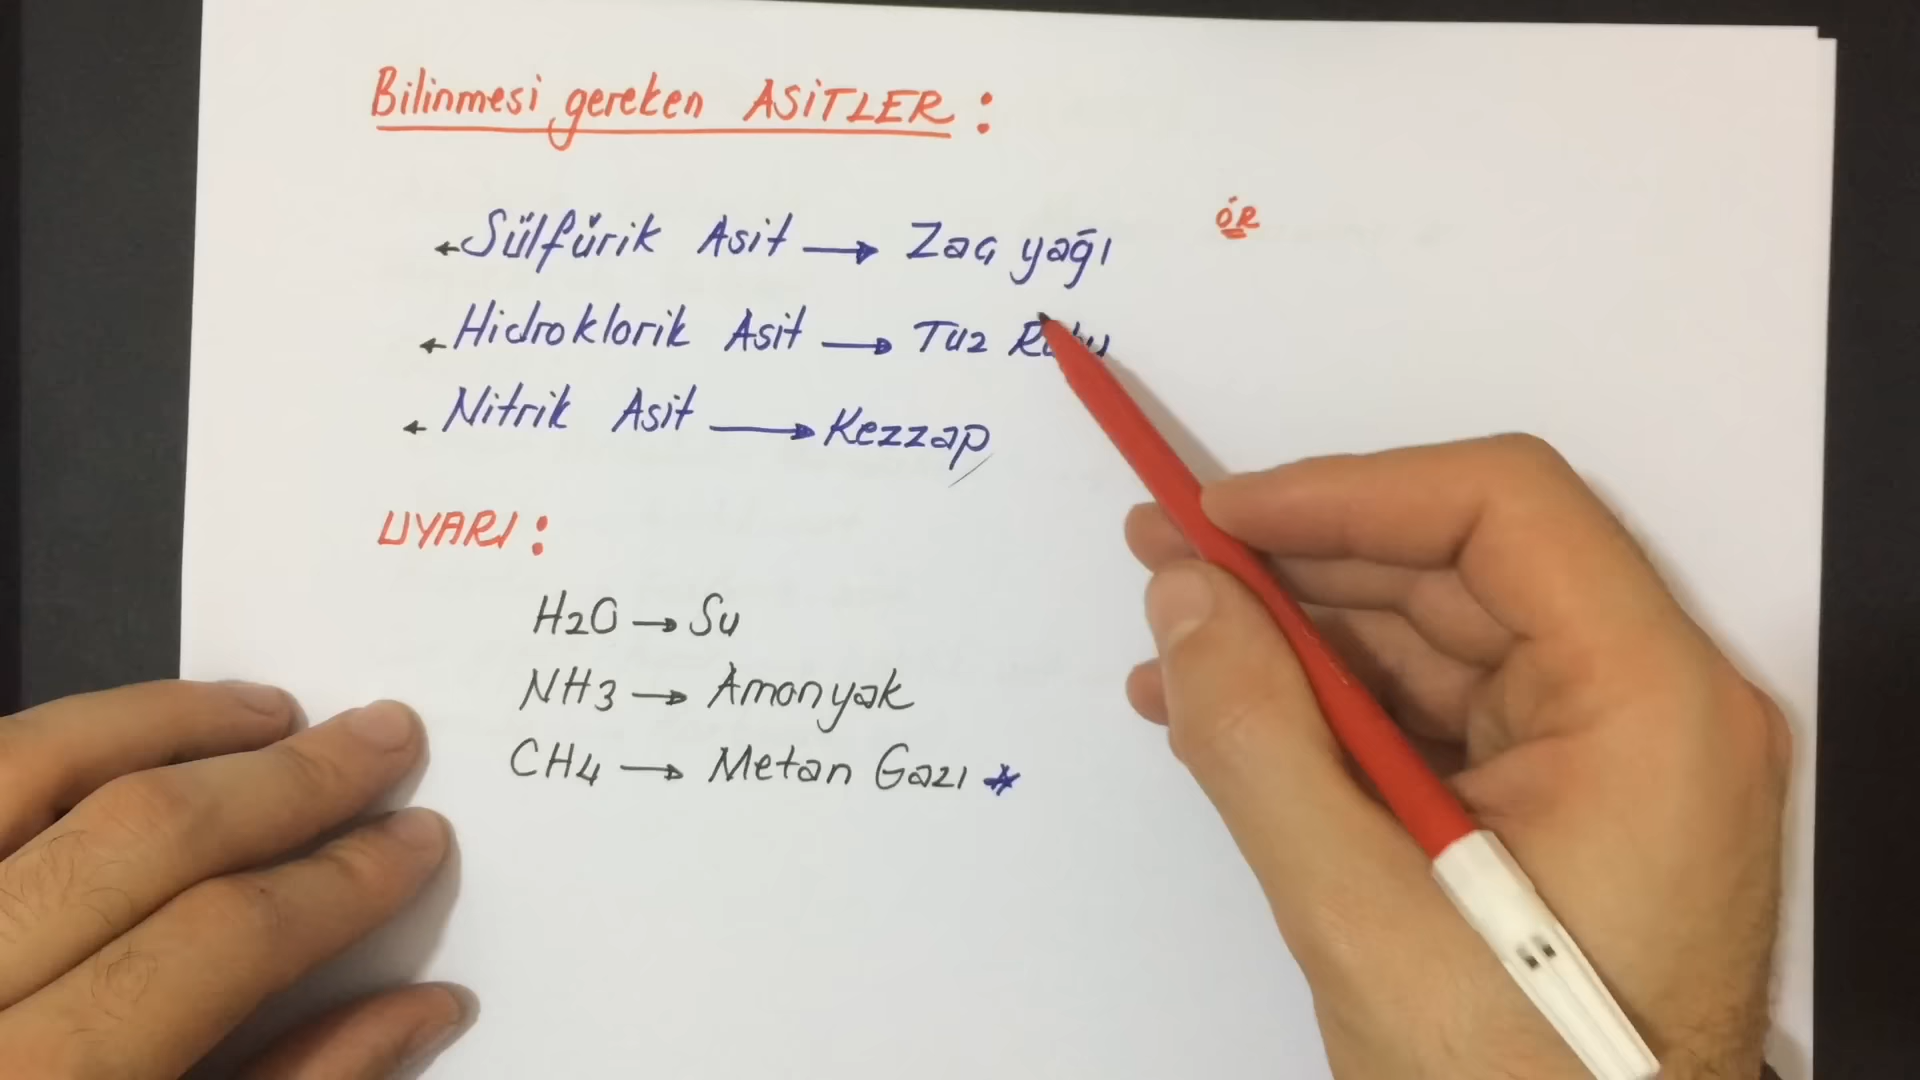 Bilinmesi gereken ASİTLER:
Sülfürik Asit → Zaç yağı
ÖR
Hidroklorik Asit → Tuz
Nitrik Asit → Kezzap
UYARI:
H2O → Su
NH3 → Amonyak
CH4 → Metan Gazı *